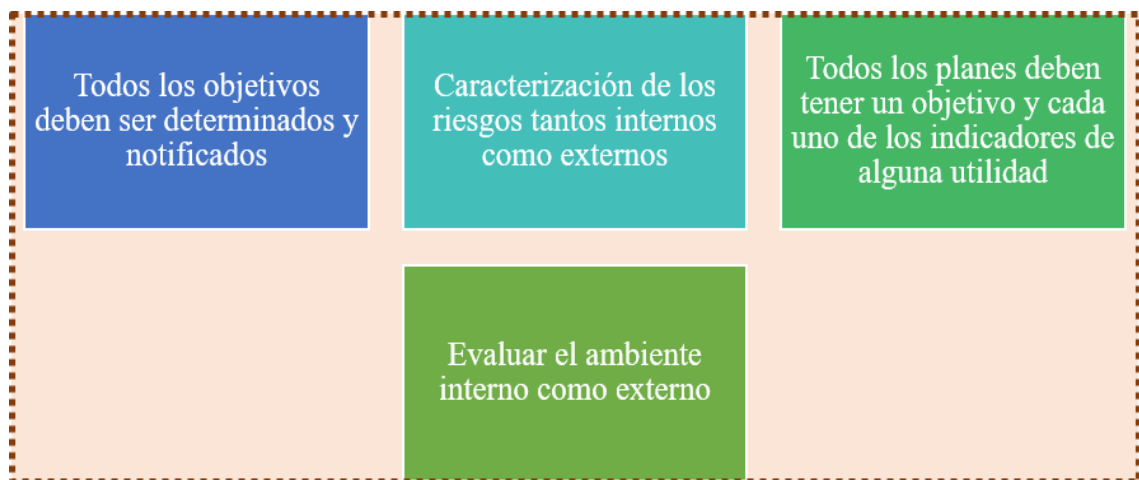 Todos los objetivos
deben ser determinados y
notificados
Caracterización de los
riesgos tantos internos
como externos
Todos los planes deben
tener un objetivo y cada
uno de los indicadores de
alguna utilidad
Evaluar el ambiente
interno como externo